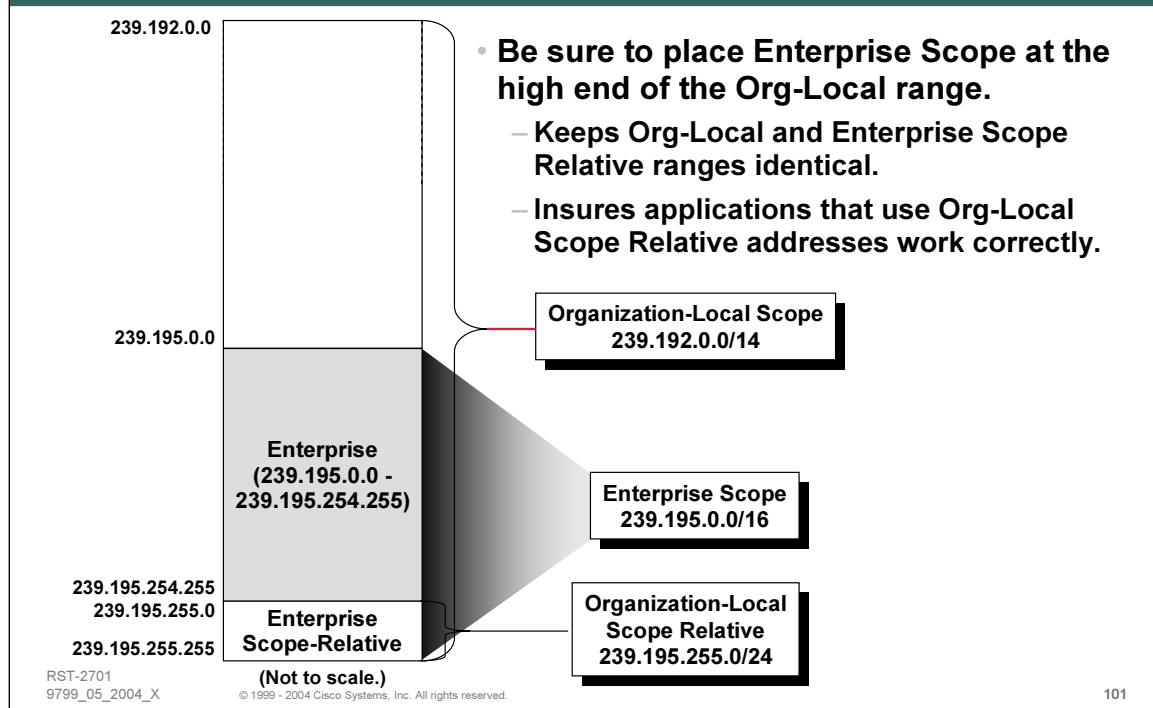 239.192.0.0
• Be sure to place Enterprise Scope at the
high end of the Org-Local range.
– Keeps Org-Local and Enterprise Scope
Relative ranges identical.
– Insures applications that use Org-Local
Scope Relative addresses work correctly.
Organization-Local Scope
239.192.0.0/14
239.195.0.0
Enterprise
(239.195.0.0 -
239.195.254.255)
Enterprise Scope
239.195.0.0/16
239.195.254.255
239.195.255.0
Enterprise
Scope-Relative
239.195.255.255
Organization-Local
Scope Relative
239.195.255.0/24
(Not to scale.)
RST-2701
9799_05_2004_X
© 1999 - 2004 Cisco Systems, Inc. All rights reserved.
101